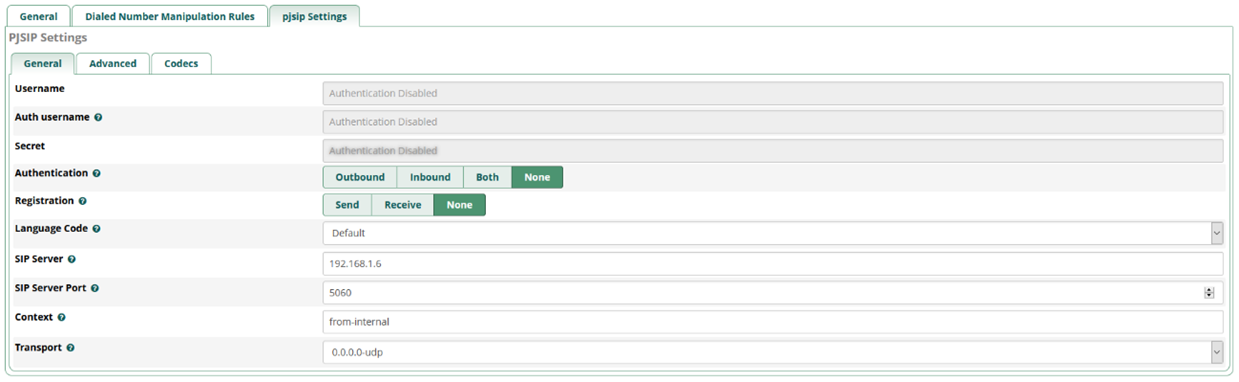 General Dialed Number Manipulation Rules pjsip Settings
PJSIP Settings
General Advanced Codecs
Username Authentication Disabled
Auth username Authentication Disabled
Secret Authentication Disabled
Authentication Outbound Inbound Both None
Registration Send Receive None
Language Code Default
SIP Server 192.168.1.6
SIP Server Port 5060
Context from-internal
Transport 0.0.0.0-udp